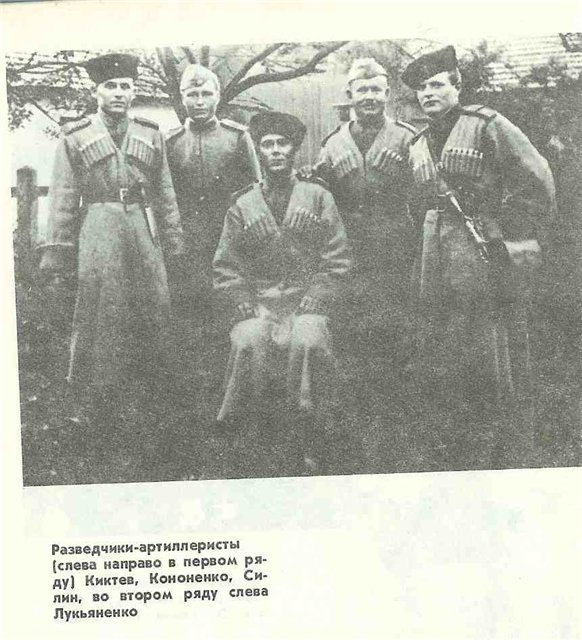 Разведчики-артиллеристы
(слева направо в первом ря-
ду) Киктев, Кононенко, Си-
лин, во втором ряду слева
Лукьяненко